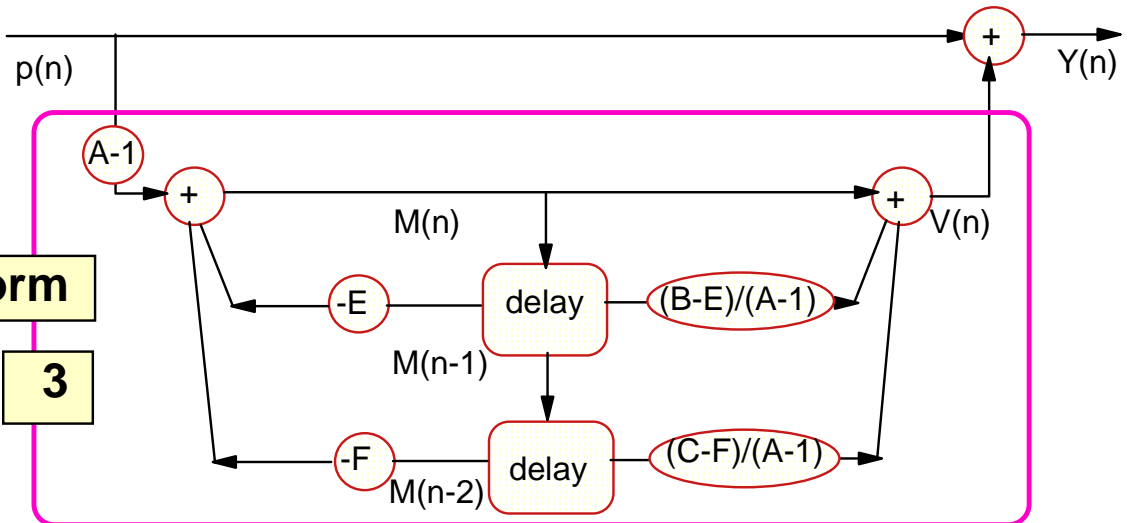 +
p(n)
Y(n)
A-1
+
+
M(n)
V(n)
orm
-E
delay
(B-E)/(A-1)
M(n-1)
3
-F
delay
(C-F)/(A-1)
M(n-2)